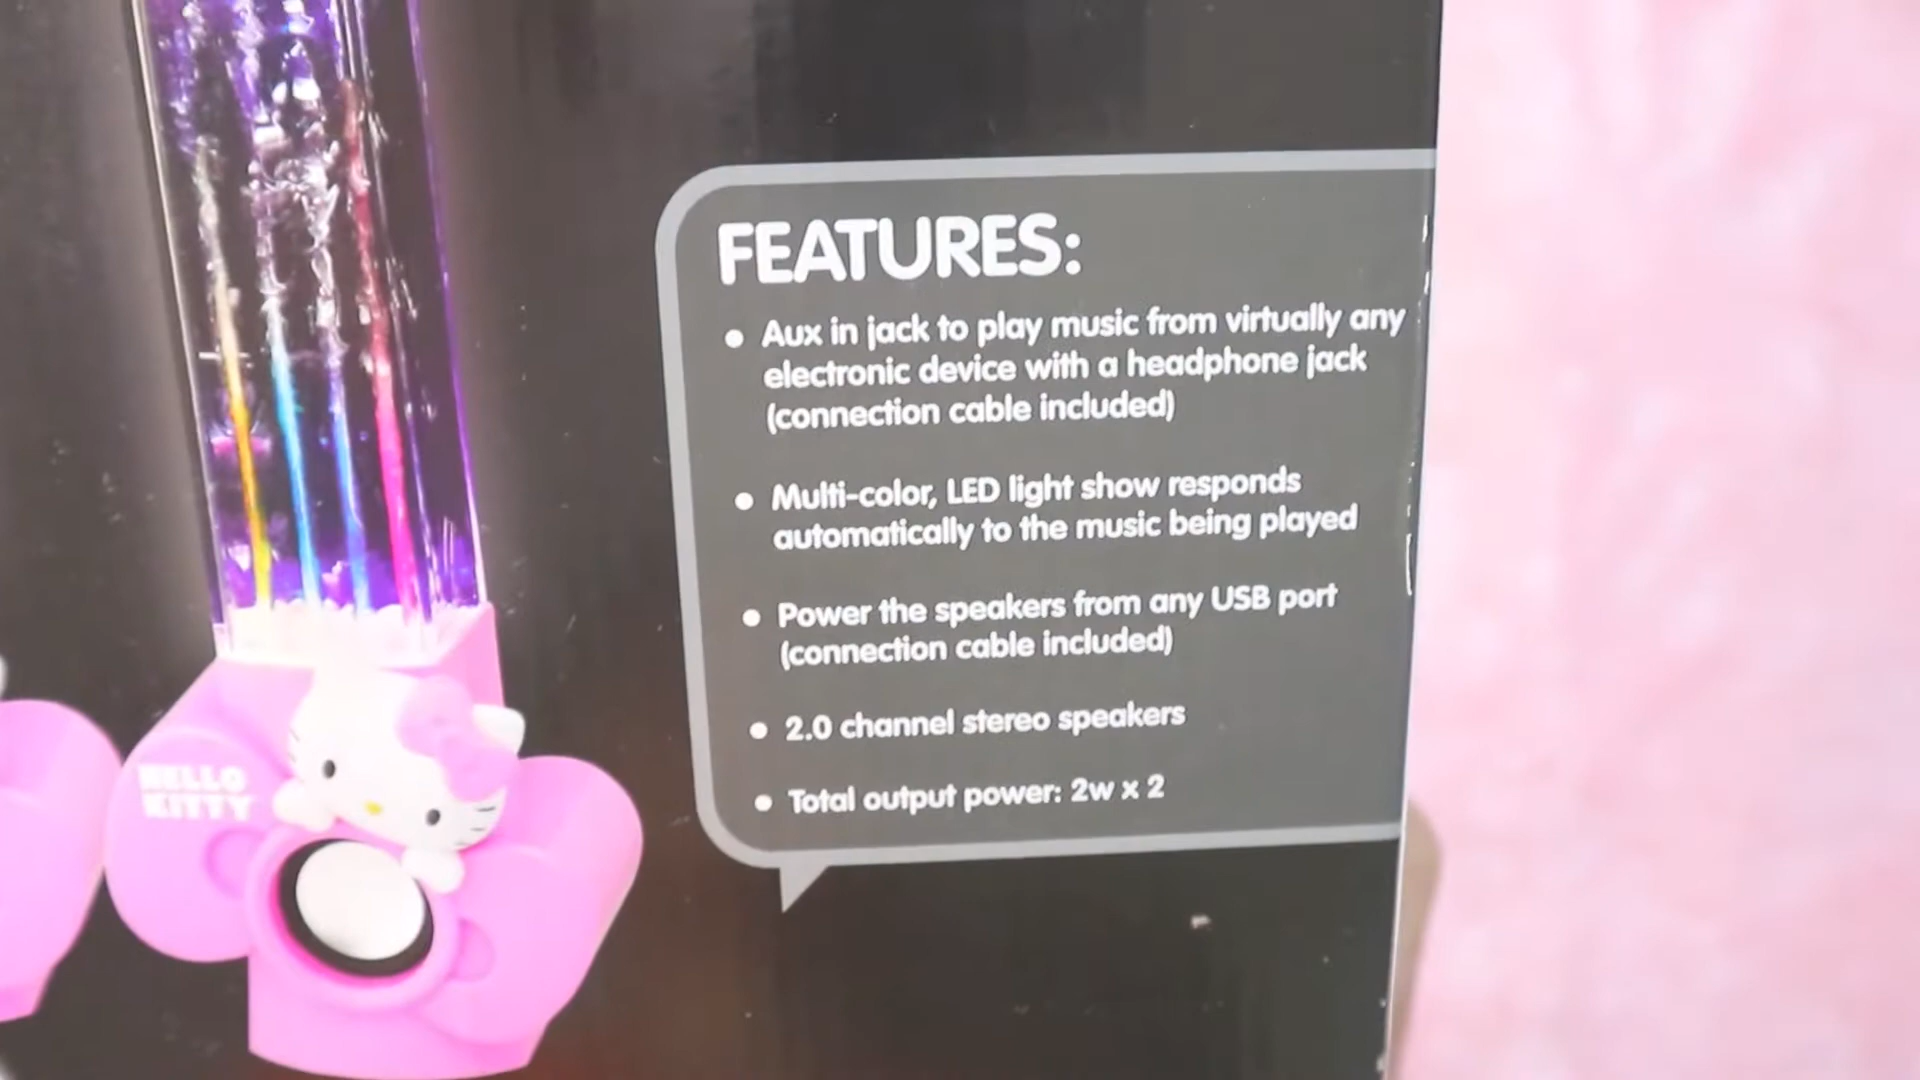 FEATURES:
• Aux in jack to play music from virtually any
electronic device with a headphone jack
(connection cable included)
• Multi-color, LED light show responds
automatically to the music being played
• Power the speakers from any USB port
(connection cable included)
• 2.0 channel stereo speakers
• Total output power: 2w x 2
HELLO
KITTY